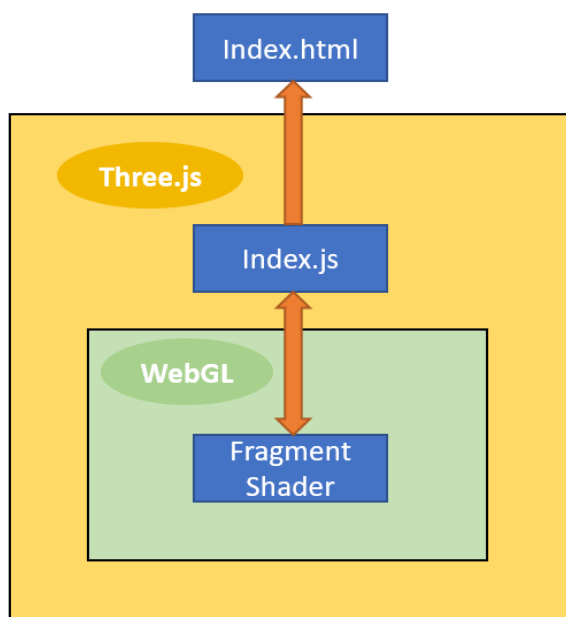 Index.html
Three.js
Index.js
WebGL
Fragment
Shader